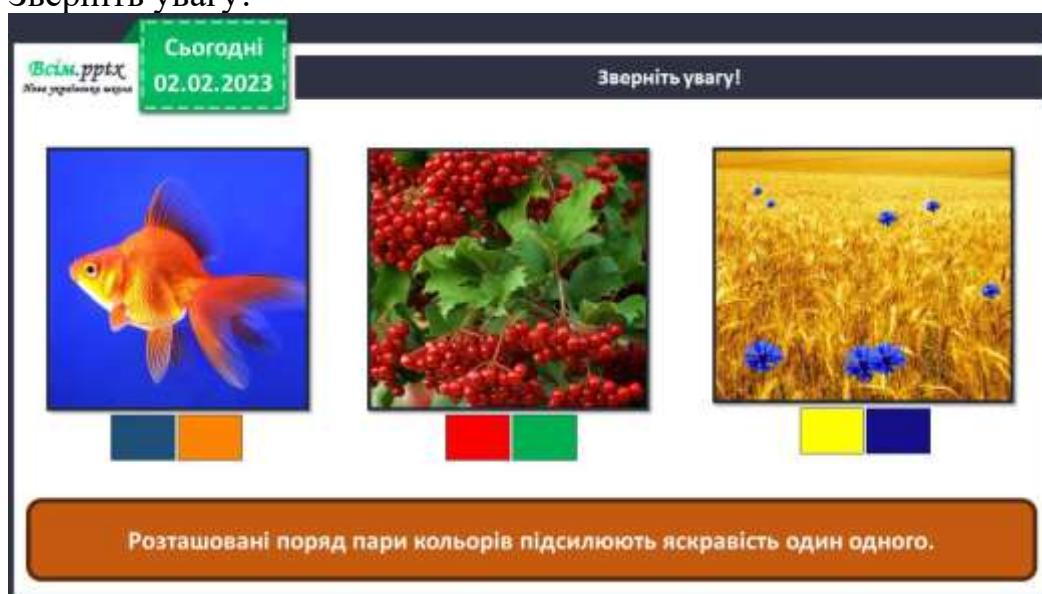 Зверніть увагу!
Всім.pptx
Нова українська школа
Сьогодні
02.02.2023
Зверніть увагу!
Розташовані поряд пари кольорів підсилюють яскравість один одного.